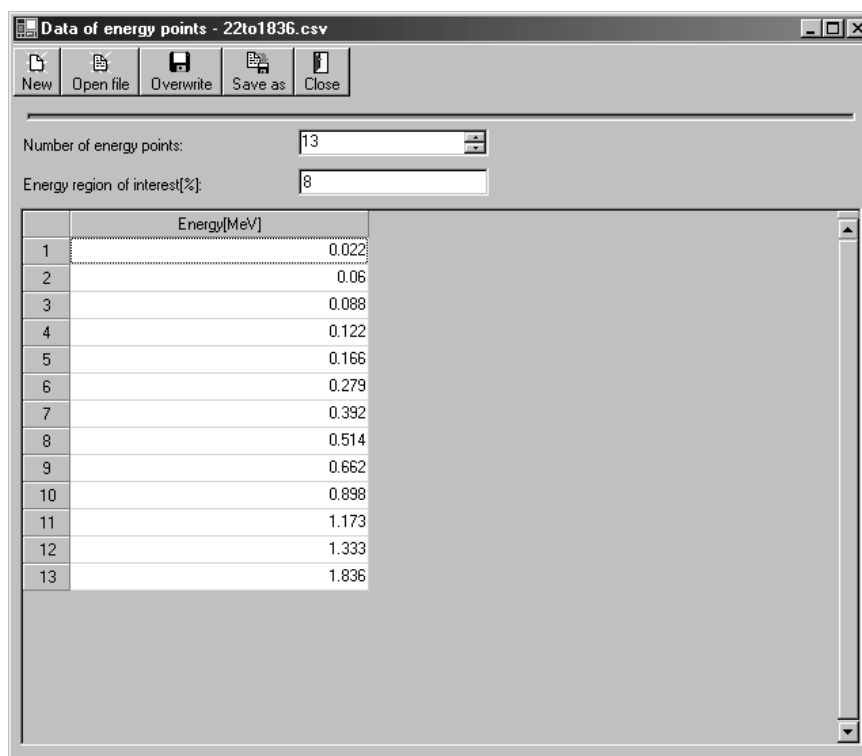 Data of energy points - 22to1836.csv
New Open file Overwrite Save as Close
Number of energy points: 13
Energy region of interest[%]: 8
Energy[MeV]
1 0.022
2 0.06
3 0.088
4 0.122
5 0.166
6 0.279
7 0.392
8 0.514
9 0.662
10 0.898
11 1.173
12 1.333
13 1.836